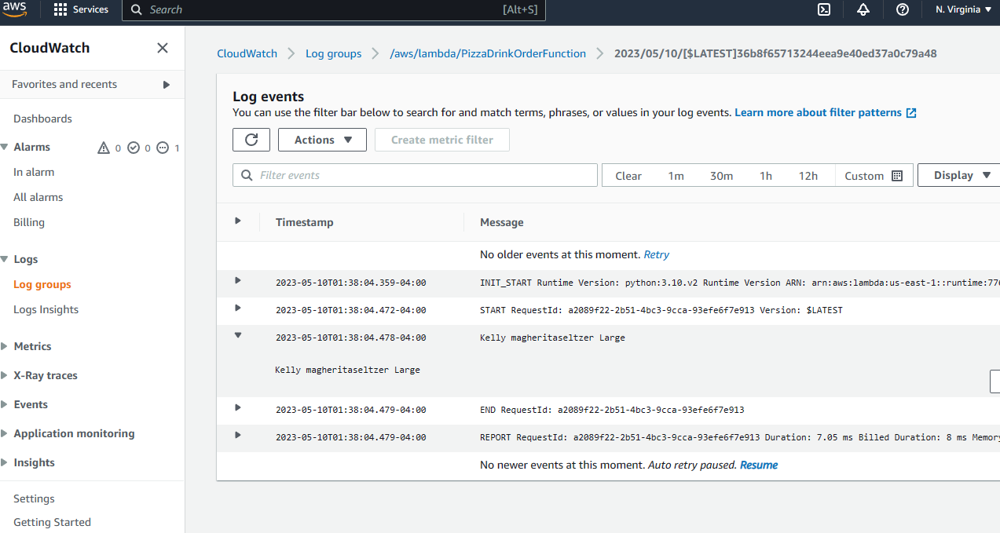 aws Services Search [Alt+S] N. Virginia
CloudWatch
Favorites and recents
Dashboards
Alarms 0 0 1
In alarm
All alarms
Billing
Logs
Log groups
Logs Insights
Metrics
X-Ray traces
Events
Application monitoring
Insights
Settings
Getting Started
CloudWatch Log groups /aws/lambda/PizzaDrinkOrderFunction 2023/05/10/[$LATEST]36b8f65713244eea9e40ed37a0c79a48
Log events
You can use the filter bar below to search for and match terms, phrases, or values in your log events. Learn more about filter patterns
Actions Create metric filter
Filter events Clear 1m 30m 1h 12h Custom Display
Timestamp Message
No older events at this moment. Retry
2023-05-10T01:38:04.359-04:00 INIT_START Runtime Version: python:3.10.v2 Runtime Version ARN: arn:aws:lambda:us-east-1::runtime:776
2023-05-10T01:38:04.472-04:00 START RequestId: a2089f22-2b51-4bc3-9cca-93efe6f7e913 Version: $LATEST
2023-05-10T01:38:04.478-04:00 Kelly magheritaseltzer Large
Kelly magheritaseltzer Large
2023-05-10T01:38:04.479-04:00 END RequestId: a2089f22-2b51-4bc3-9cca-93efe6f7e913
2023-05-10T01:38:04.479-04:00 REPORT RequestId: a2089f22-2b51-4bc3-9cca-93efe6f7e913 Duration: 7.05 ms Billed Duration: 8 ms Memory
No newer events at this moment. Auto retry paused. Resume